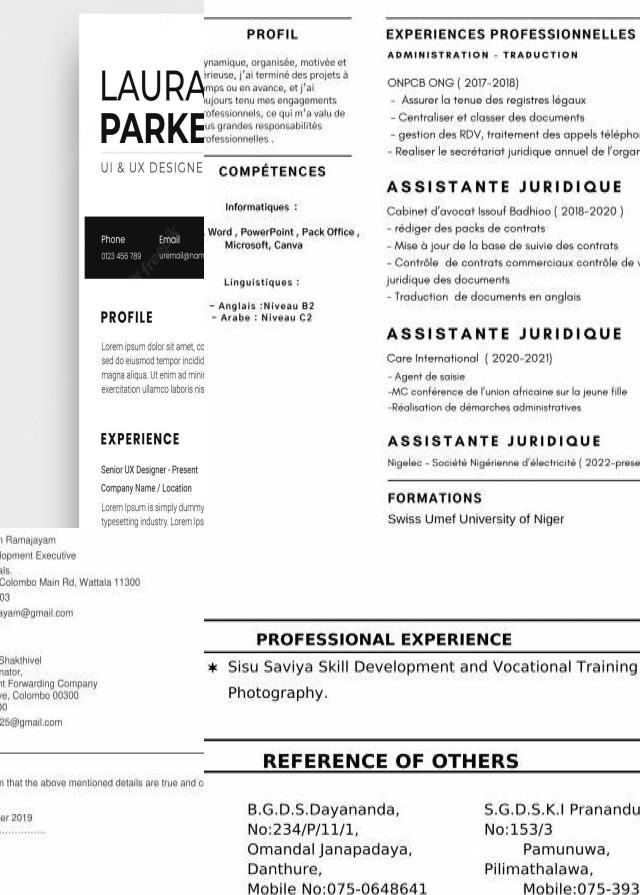 LAURA
PARKE
UI & UX DESIGNE
Phone Email
0123 456 789
PROFILE
Lorem ipsum dolor sit amet,
sed do eiusmod tempor
magna aliqua. Ut enim ad
exercitation ullamco laboris
EXPERIENCE
Senior UX Designer - Present
Company Name / Location
Lorem Ipsum is simply dummy
typesetting industry. Lorem
PROFIL
ynamique, organisée, motivée et
érieuse, j'ai terminé des projets à
mps ou en avance, et j'ai
ujours tenu mes engagements
rofessionnels, ce qui m'a valu de
us grandes responsabilités
rofessionnelles .
COMPÉTENCES
Informatiques :
Word , PowerPoint , Pack Office ,
Microsoft, Canva
Linguistiques :
- Anglais :Niveau B2
- Arabe : Niveau C2
EXPERIENCES PROFESSIONNELLES
ADMINISTRATION - TRADUCTION
ONPCB ONG ( 2017-2018)
- Assurer la tenue des registres légaux
- Centraliser et classer des documents
- gestion des RDV, traitement des appels télépho
- Realiser le secrétariat juridique annuel de l'organ
ASSISTANTE JURIDIQUE
Cabinet d'avocat Issouf Badhioo ( 2018-2020 )
- rédiger des packs de contrats
- Mise à jour de la base de suivie des contrats
- Contrôle de contrats commerciaux contrôle de v
juridique des documents
- Traduction de documents en anglais
ASSISTANTE JURIDIQUE
Care International ( 2020-2021)
- Agent de saisie
-MC conférence de l'union africaine sur la jeune fille
-Réalisation de démarches administratives
ASSISTANTE JURIDIQUE
Nigelec - Société Nigérienne d'électricité ( 2022-prese
FORMATIONS
Swiss Umef University of Niger
n Ramajayam
lopment Executive
als.
Colombo Main Rd, Wattala 11300
03
ayam@gmail.com
Shakthivel
nator,
nt Forwarding Company
ve, Colombo 00300
00
25@gmail.com
m that the above mentioned details are true and c
er 2019
PROFESSIONAL EXPERIENCE
✶ Sisu Saviya Skill Development and Vocational Training
Photography.
REFERENCE OF OTHERS
B.G.D.S.Dayananda,
No:234/P/11/1,
Omandal Janapadaya,
Danthure,
Mobile No:075-0648641
S.G.D.S.K.I Pranandu
No:153/3
Pamunuwa,
Pilimathalawa,
Mobile:075-393